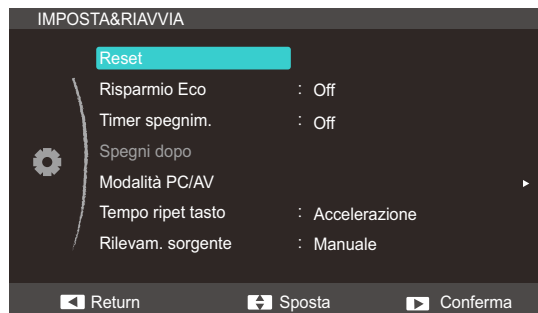 IMPOSTA&RIAVVIA
Reset
Risparmio Eco : Off
Timer spegnim. : Off
Spegni dopo
Modalità PC/AV
Tempo ripet tasto : Accelerazione
Rilevam. sorgente : Manuale
Return Sposta Conferma